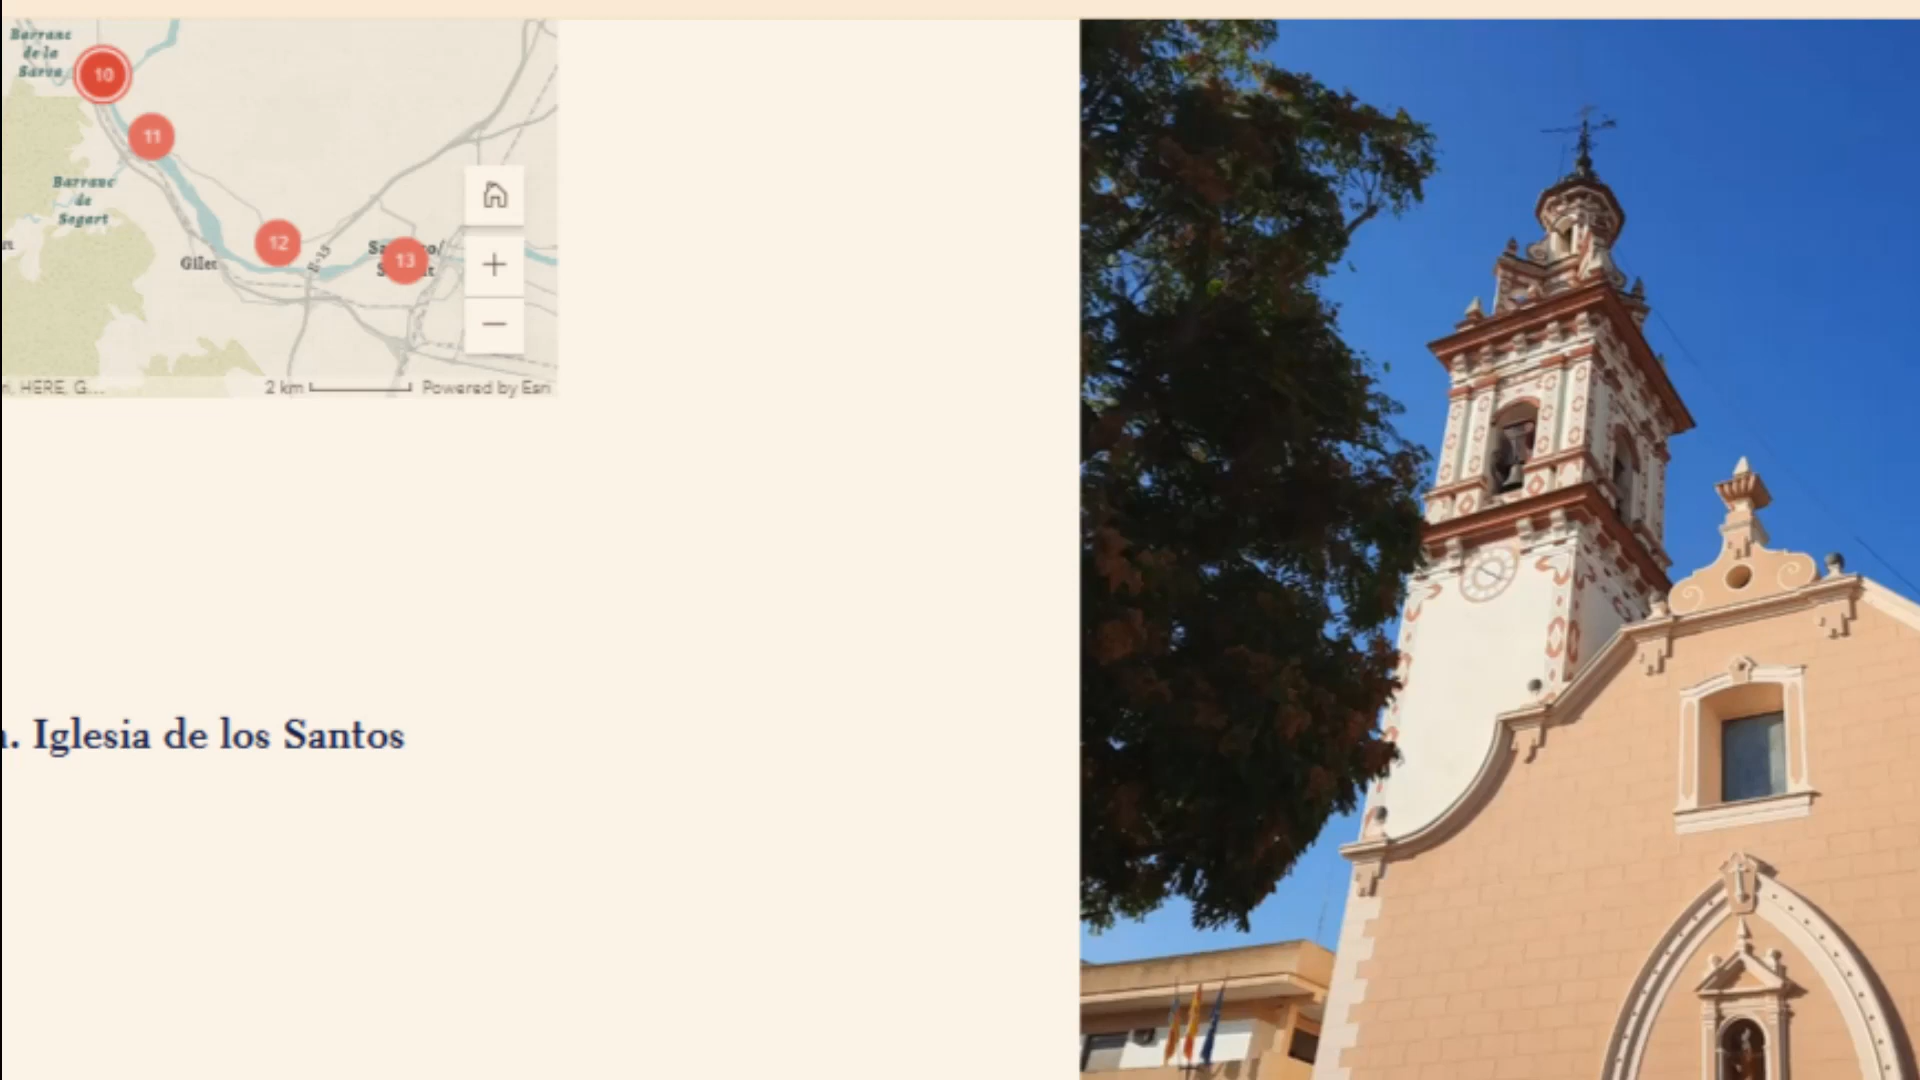 Barranc
de la
Sarva
10
11
Barranc
de
Segart
12
13
Gilet
E-15
HERE, G...
2 km
Powered by Esri
. Iglesia de los Santos